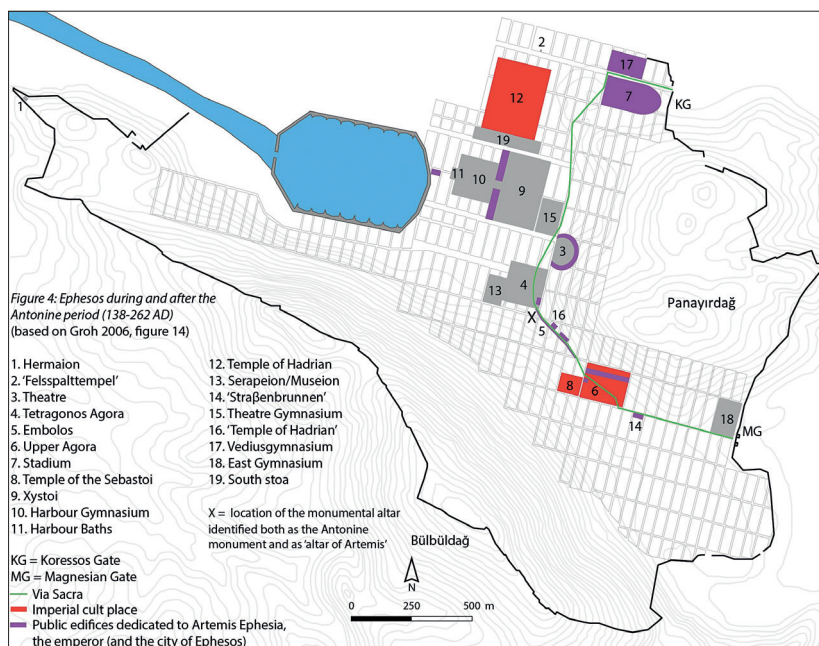 2
17
1
12
7
KG
19
11
10
9
15
3
4
13
Panayırdağ
X
5
16
8
6
14
18
MG
Figure 4: Ephesos during and after the
Antonine period (138-262 AD)
(based on Groh 2006, figure 14)
1. Hermaion
2. 'Felsspalttempel'
3. Theatre
4. Tetragonos Agora
5. Embolos
6. Upper Agora
7. Stadium
8. Temple of the Sebastoi
9. Xystoi
10. Harbour Gymnasium
11. Harbour Baths
12. Temple of Hadrian
13. Serapeion/Museion
14. 'Straßenbrunnen'
15. Theatre Gymnasium
16. 'Temple of Hadrian'
17. Vediusgymnasium
18. East Gymnasium
19. South stoa
X = location of the monumental altar
identified both as the Antonine
monument and as 'altar of Artemis'
KG = Koressos Gate
MG = Magnesian Gate
Via Sacra
Imperial cult place
Public edifices dedicated to Artemis Ephesia,
the emperor (and the city of Ephesos)
Bülbüldağ
N
0 250 500 m